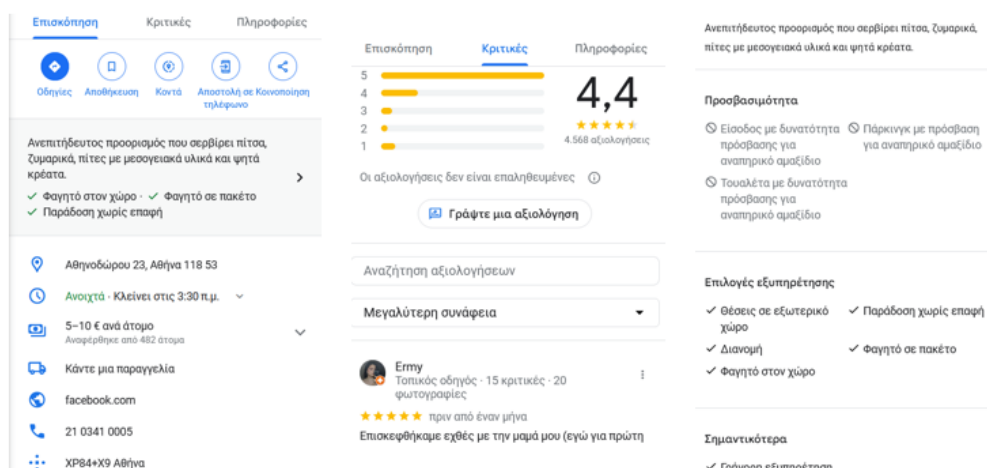 Επισκόπηση Κριτικές Πληροφορίες
Οδηγίες Αποθήκευση Κοντά Αποστολή σε Κοινοποίηση
τηλέφωνο
Ανεπιτήδευτος προορισμός που σερβίρει πίτσα,
ζυμαρικά, πίτες με μεσογειακά υλικά και ψητά
κρέατα.
Φαγητό στον χώρο · Φαγητό σε πακέτο
Παράδοση χωρίς επαφή
Αθηνοδώρου 23, Αθήνα 118 53
Ανοιχτά · Κλείνει στις 3:30 π.μ.
5–10 € ανά άτομο
Αναφέρθηκε από 482 άτομα
Κάντε μια παραγγελία
facebook.com
21 0341 0005
XP84+X9 Αθήνα
Επισκόπηση Κριτικές Πληροφορίες
5
4
3
2
1
4,4
4.568 αξιολογήσεις
Οι αξιολογήσεις δεν είναι επαληθευμένες
Γράψτε μια αξιολόγηση
Αναζήτηση αξιολογήσεων
Μεγαλύτερη συνάφεια
Ermy
Τοπικός οδηγός · 15 κριτικές · 20
φωτογραφίες
πριν από έναν μήνα
Επισκεφθήκαμε εχθές με την μαμά μου (εγώ για πρώτη
Ανεπιτήδευτος προορισμός που σερβίρει πίτσα, ζυμαρικά,
πίτες με μεσογειακά υλικά και ψητά κρέατα.
Προσβασιμότητα
Είσοδος με δυνατότητα
πρόσβασης για
αναπηρικό αμαξίδιο
Πάρκινγκ με πρόσβαση
για αναπηρικό αμαξίδιο
Τουαλέτα με δυνατότητα
πρόσβασης για
αναπηρικό αμαξίδιο
Επιλογές εξυπηρέτησης
Θέσεις σε εξωτερικό
χώρο
Παράδοση χωρίς επαφή
Διανομή
Φαγητό σε πακέτο
Φαγητό στον χώρο
Σημαντικότερα
Γρήγορη εξυπηρέτηση